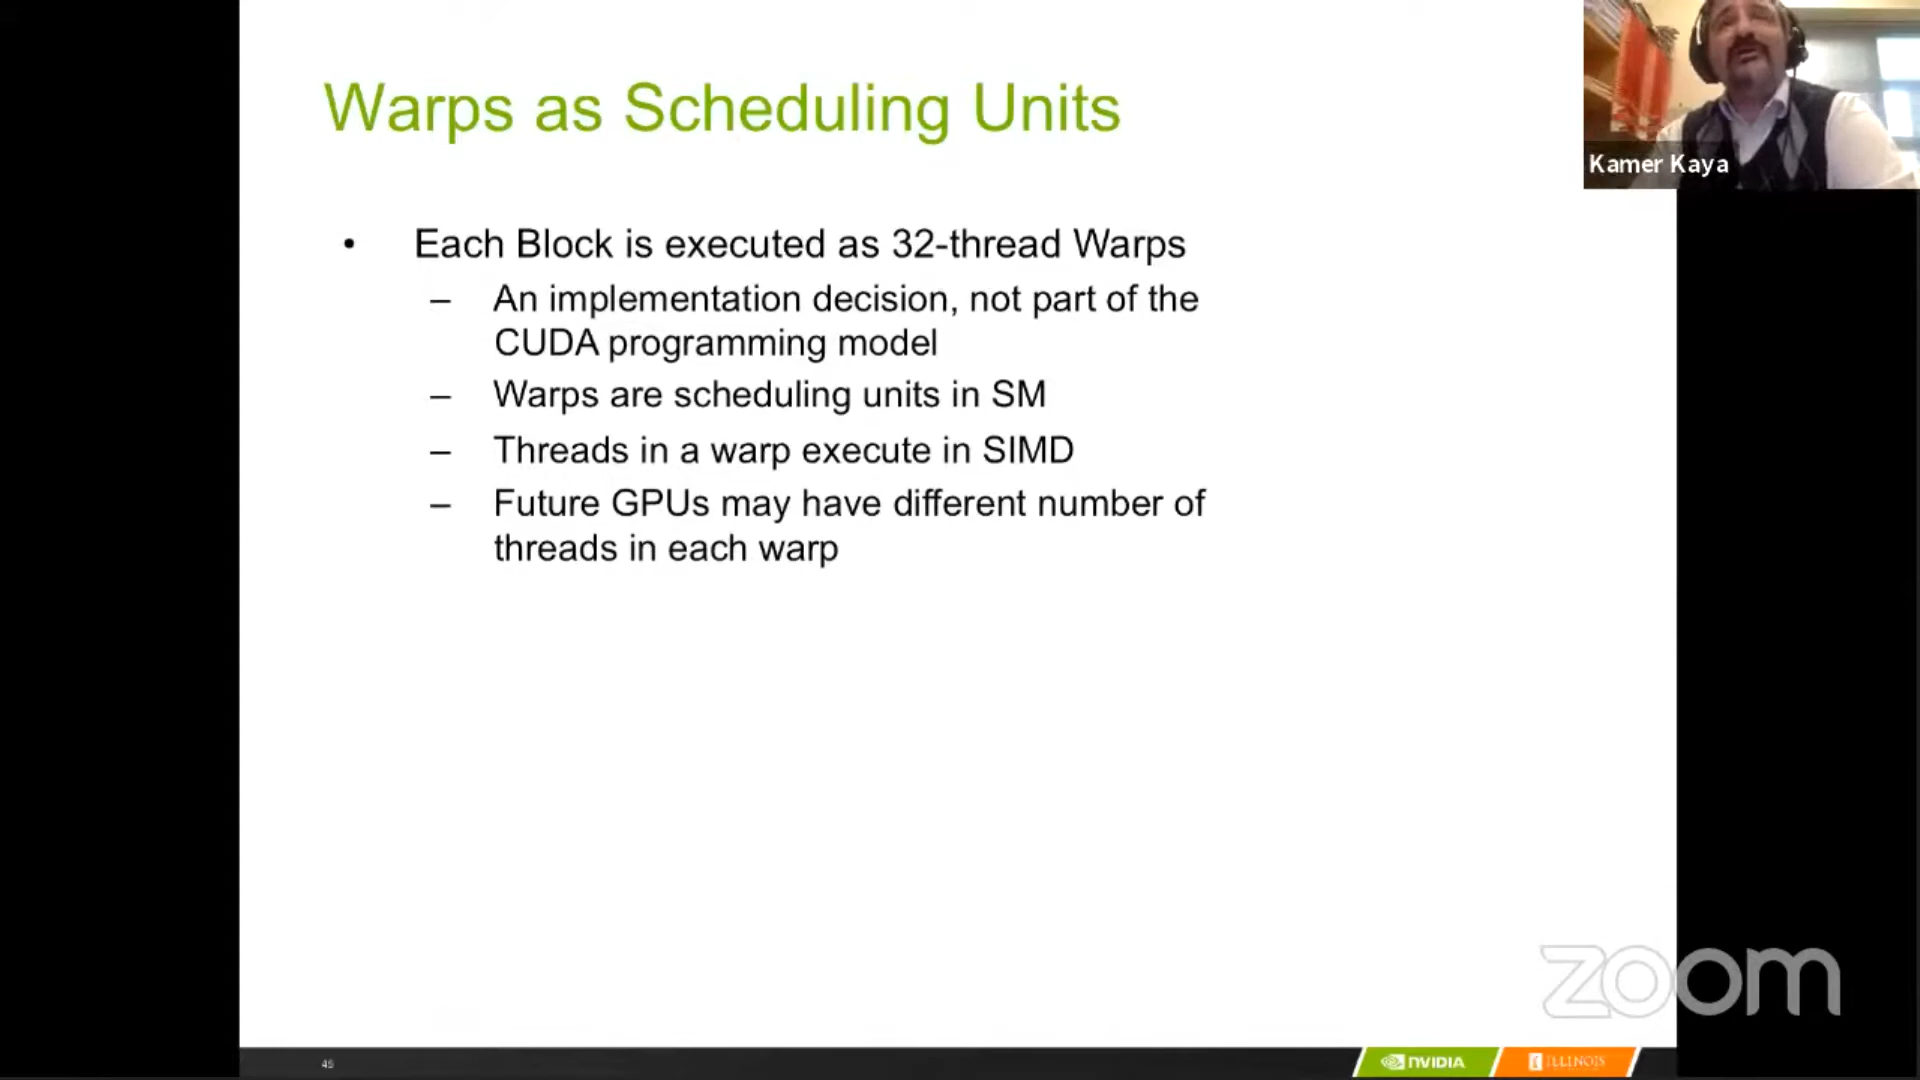 Warps as Scheduling Units
Kamer Kaya
• Each Block is executed as 32-thread Warps
– An implementation decision, not part of the
CUDA programming model
– Warps are scheduling units in SM
– Threads in a warp execute in SIMD
– Future GPUs may have different number of
threads in each warp
zoom
45
NVIDIA
I ILLINOIS